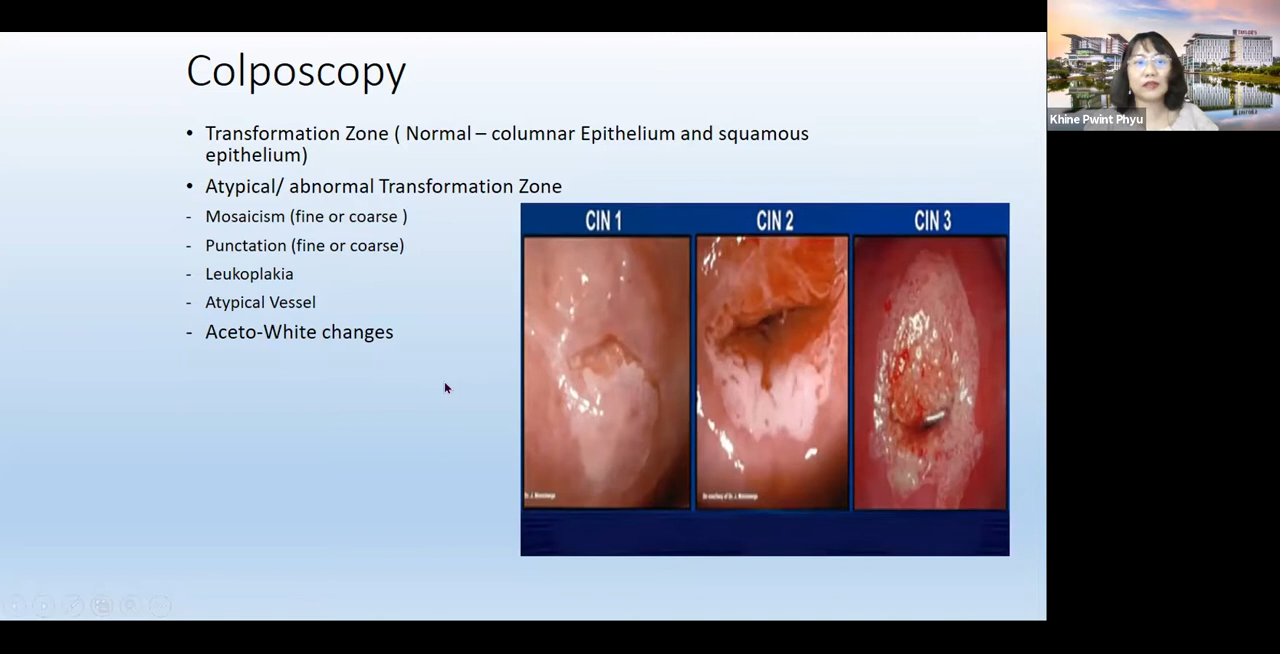 Colposcopy
• Transformation Zone ( Normal – columnar Epithelium and squamous
epithelium)
• Atypical/ abnormal Transformation Zone
- Mosaicism (fine or coarse )
- Punctation (fine or coarse)
- Leukoplakia
- Atypical Vessel
- Aceto-White changes
CIN 1
CIN 2
CIN 3
Khine Pwint Phyu